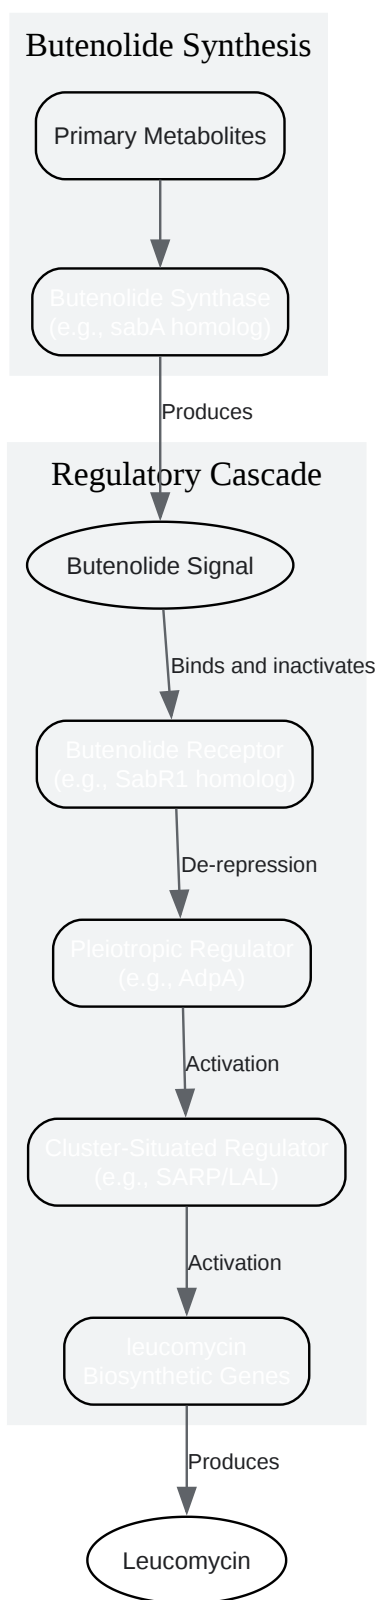 Butenolide Synthesis
Primary Metabolites
Butenolide Synthase
(e.g., sabA homolog)
Produces
Regulatory Cascade
Butenolide Signal
Binds and inactivates
Butenolide Receptor
(e.g., SabR1 homolog)
De-repression
Pleiotropic Regulator
(e.g., AdpA)
Activation
Cluster-Situated Regulator
(e.g., SARP/LAL)
Activation
leucomycin
Biosynthetic Genes
Produces
Leucomycin